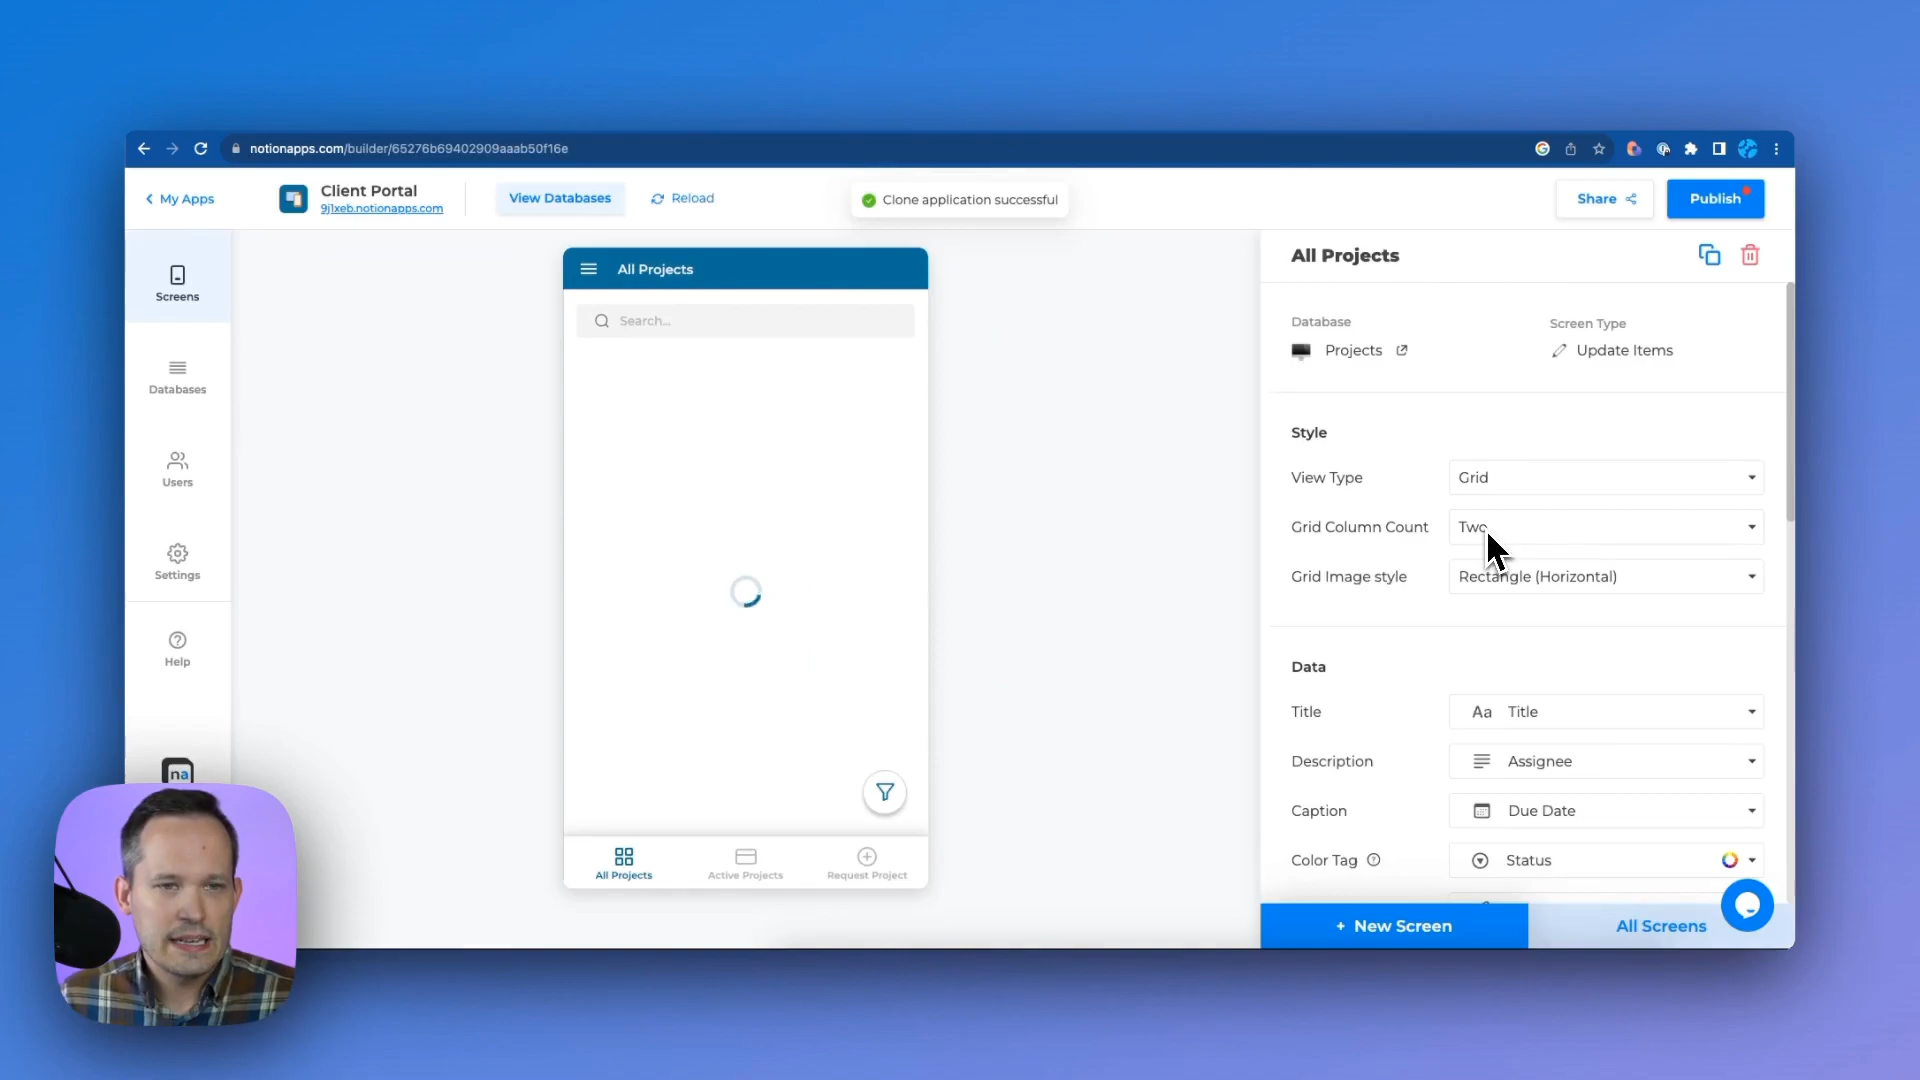 notionapps.com/builder/65276b69402909aaab50f16e
My Apps
Client Portal
9j1xeb.notionapps.com
View Databases
Reload
Clone application successful
Share
Publish
Screens
Databases
Users
Settings
Help
na
All Projects
Search...
All Projects
Active Projects
Request Project
All Projects
Database
Projects
Screen Type
Update Items
Style
View Type
Grid
Grid Column Count
Two
Grid Image style
Rectangle (Horizontal)
Data
Title
Aa Title
Description
Assignee
Caption
Due Date
Color Tag
Status
+ New Screen
All Screens